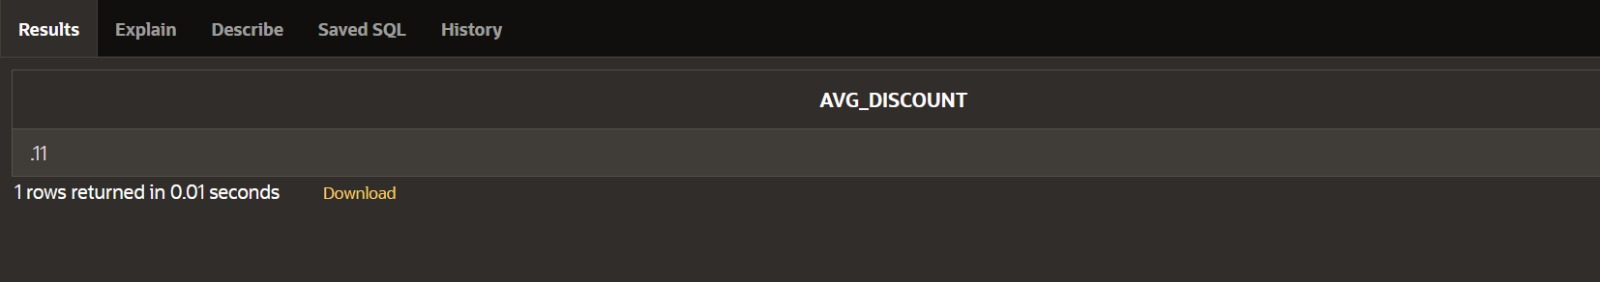 Results Explain Describe Saved SQL History
AVG_DISCOUNT
.11
1 rows returned in 0.01 seconds Download